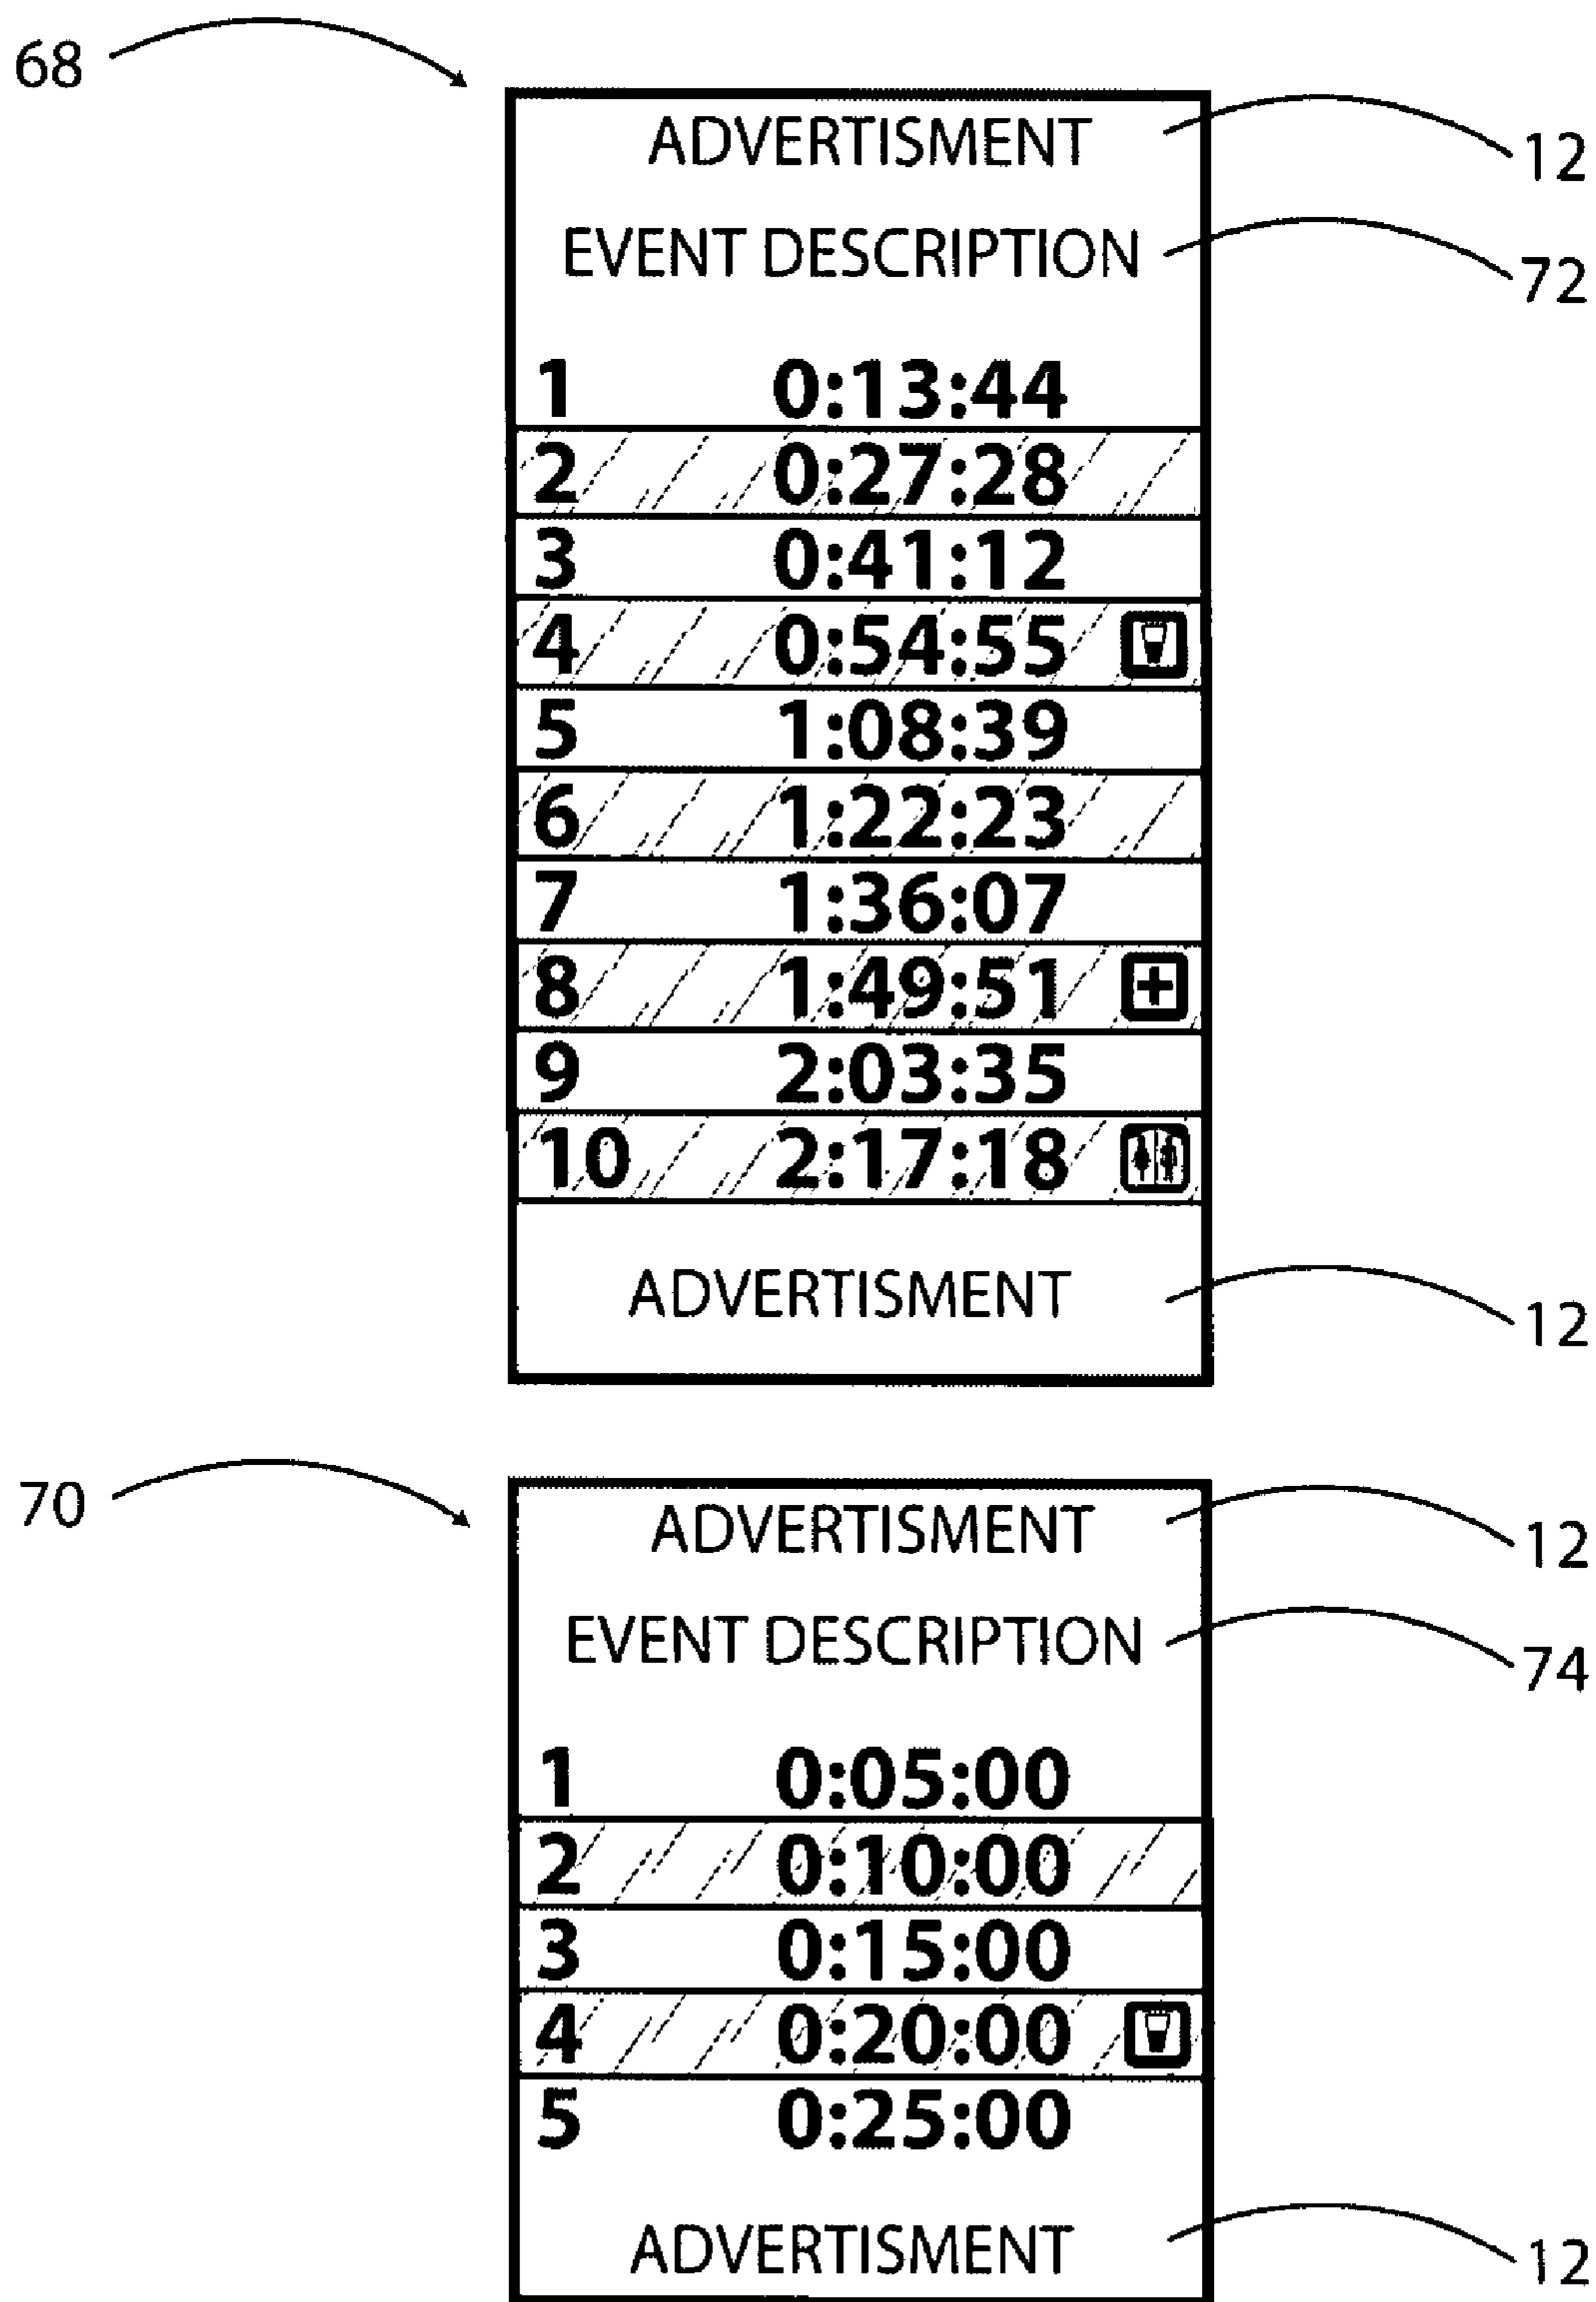 68
ADVERTISMENT 12
EVENT DESCRIPTION 72
1 0:13:44
2 0:27:28
3 0:41:12
4 0:54:55
5 1:08:39
6 1:22:23
7 1:36:07
8 1:49:51
9 2:03:35
10 2:17:18
ADVERTISMENT 12
70
ADVERTISMENT 12
EVENT DESCRIPTION 74
1 0:05:00
2 0:10:00
3 0:15:00
4 0:20:00
5 0:25:00
ADVERTISMENT 12